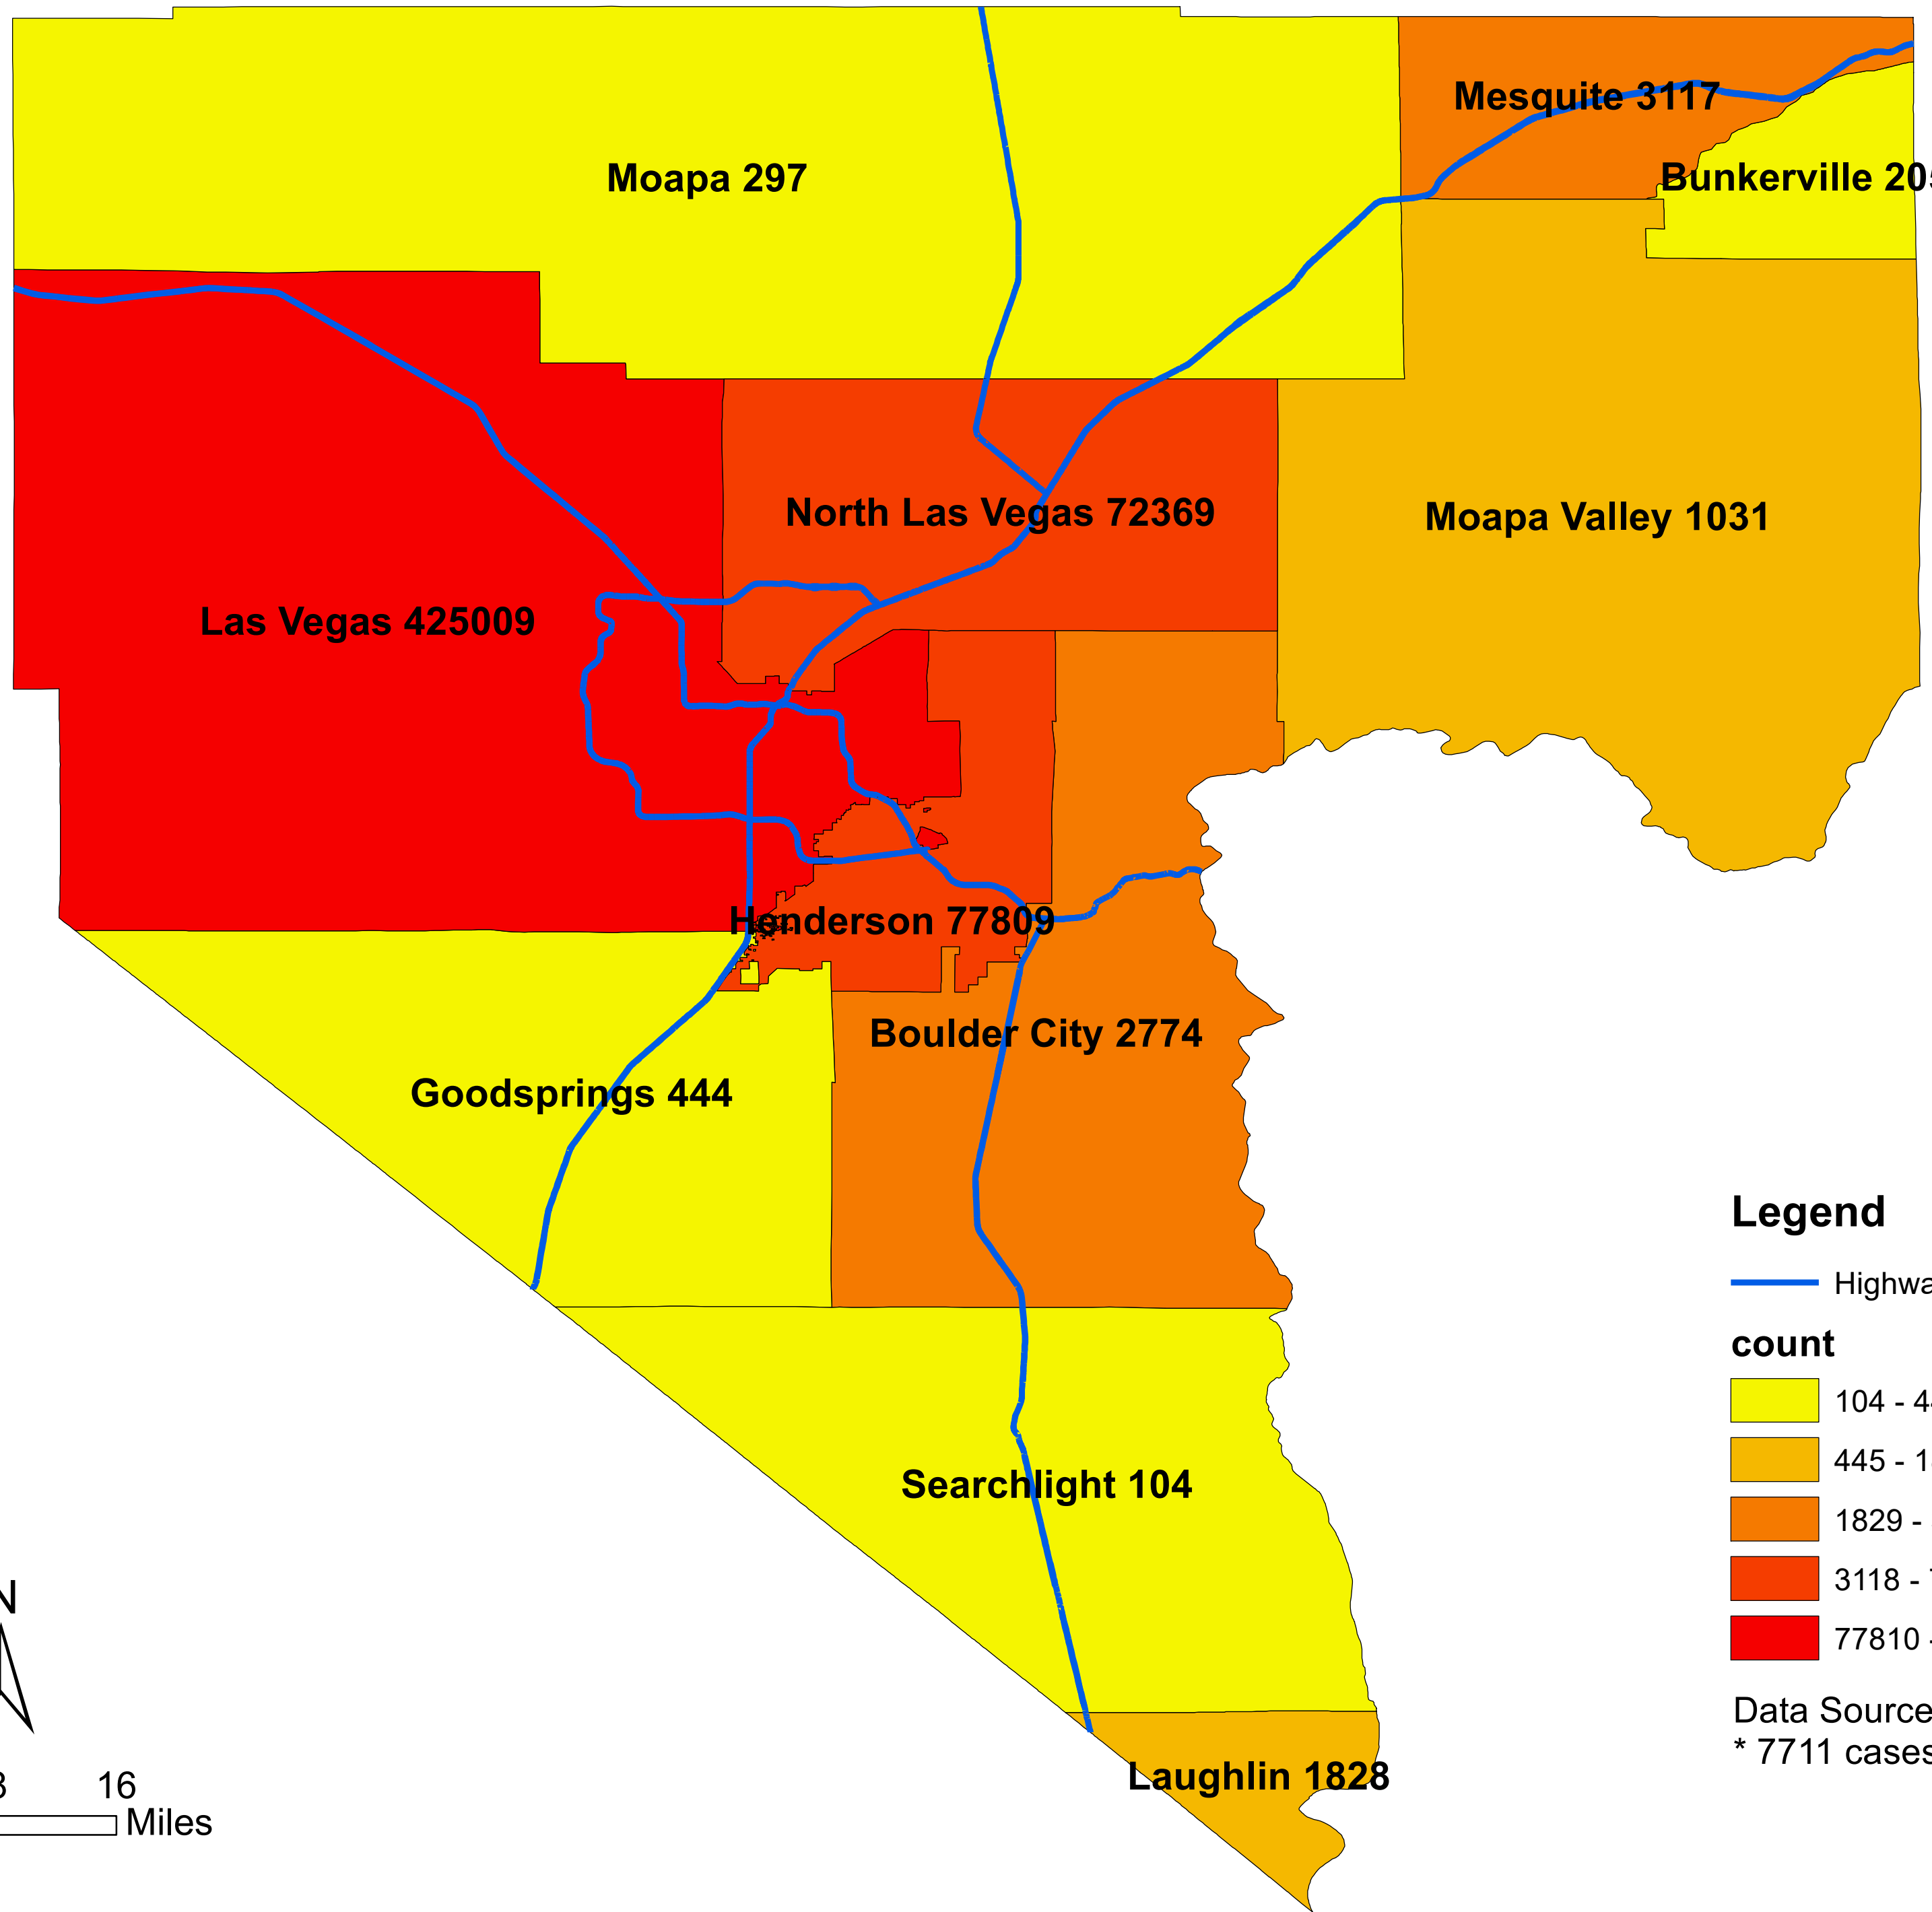 Mesquite 3117
Moapa 297
Bunkerville
North Las Vegas 72369
Moapa Valley 1031
Las Vegas 425009
Henderson 77809
Boulder City 2774
Goodsprings 444
Legend
count
104 -
445 -
1829 -
Searchlight 104
3118 -
N
77810 -
Data Source
* 7711 cases
Laughlin 1828
16
Miles